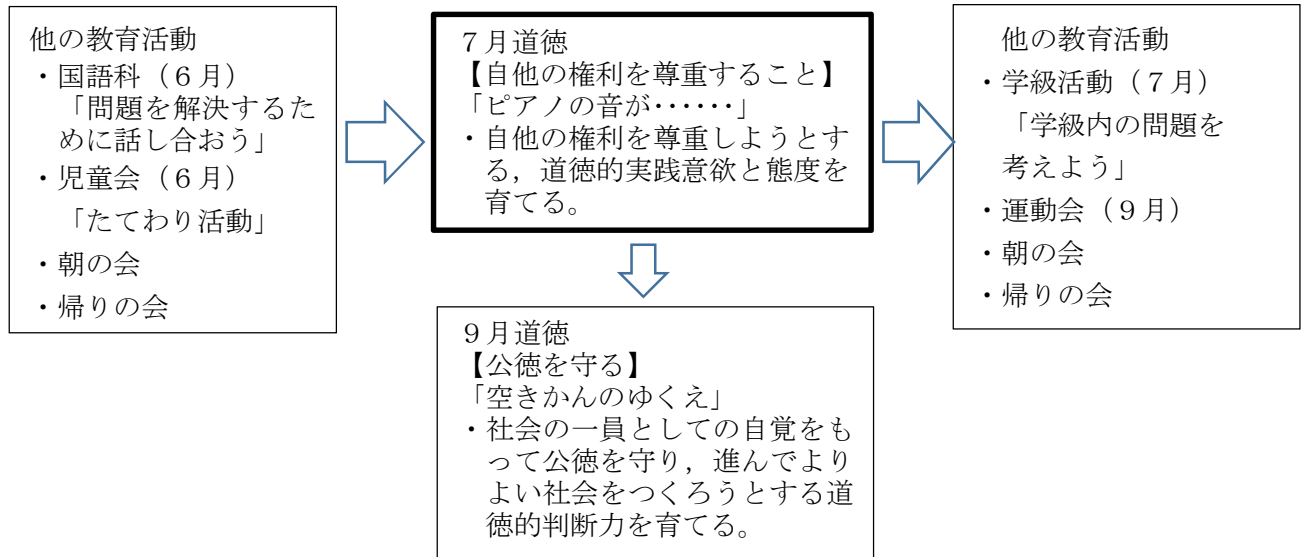 他の教育活動
・国語科（６月）
「問題を解決するた
めに話し合おう」
・児童会（６月）
「たてわり活動」
・朝の会
・帰りの会
７月道徳
【自他の権利を尊重すること】
「ピアノの音が・・・・・・」
・自他の権利を尊重しようとす
る，道徳的実践意欲と態度を
育てる。
他の教育活動
・学級活動（７月）
「学級内の問題を
考えよう」
・運動会（９月）
・朝の会
・帰りの会
９月道徳
【公徳を守る】
「空きかんのゆくえ」
・社会の一員としての自覚をも
って公徳を守り，進んでより
よい社会をつくろうとする道
徳的判断力を育てる。